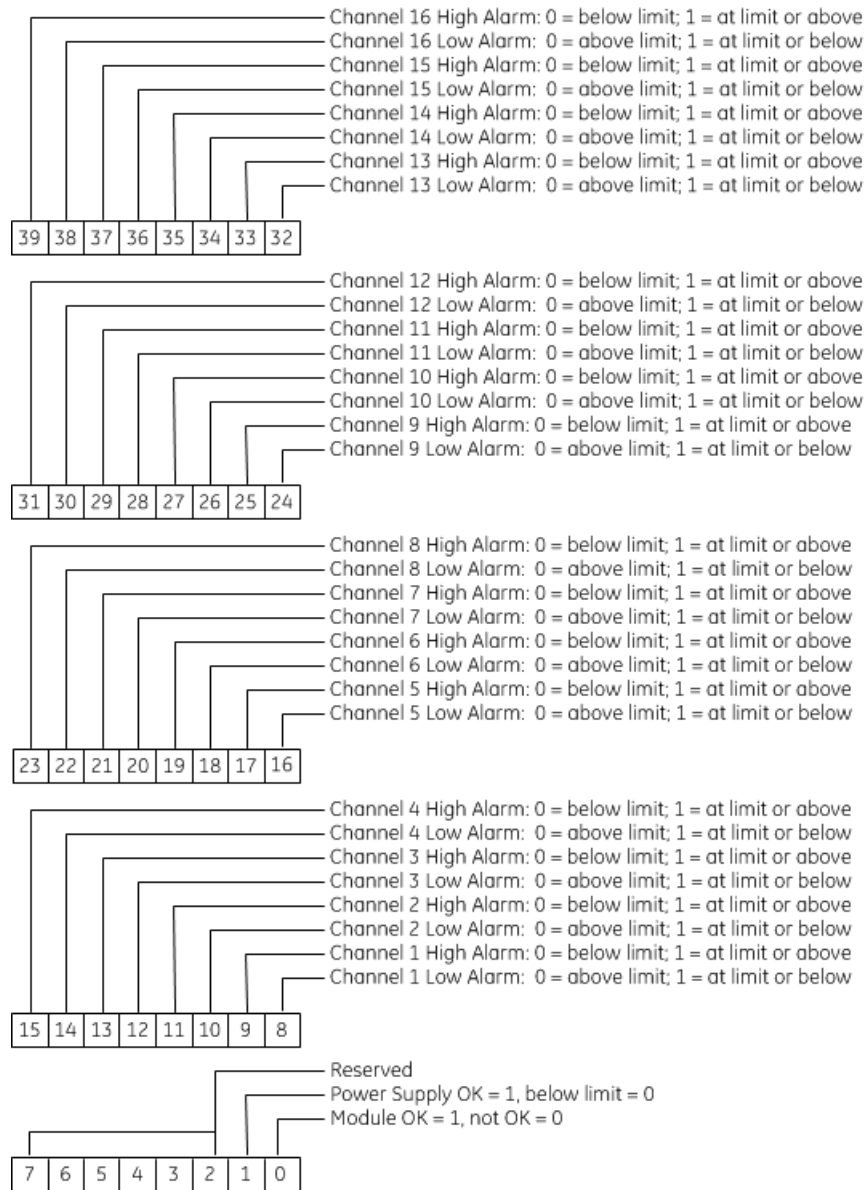 Channel 16 High Alarm: 0 = below limit; 1 = at limit or above
Channel 16 Low Alarm: 0 = above limit; 1 = at limit or below
Channel 15 High Alarm: 0 = below limit; 1 = at limit or above
Channel 15 Low Alarm: 0 = above limit; 1 = at limit or below
Channel 14 High Alarm: 0 = below limit; 1 = at limit or above
Channel 14 Low Alarm: 0 = above limit; 1 = at limit or below
Channel 13 High Alarm: 0 = below limit; 1 = at limit or above
Channel 13 Low Alarm: 0 = above limit; 1 = at limit or below
39 38 37 36 35 34 33 32
Channel 12 High Alarm: 0 = below limit; 1 = at limit or above
Channel 12 Low Alarm: 0 = above limit; 1 = at limit or below
Channel 11 High Alarm: 0 = below limit; 1 = at limit or above
Channel 11 Low Alarm: 0 = above limit; 1 = at limit or below
Channel 10 High Alarm: 0 = below limit; 1 = at limit or above
Channel 10 Low Alarm: 0 = above limit; 1 = at limit or below
Channel 9 High Alarm: 0 = below limit; 1 = at limit or above
Channel 9 Low Alarm: 0 = above limit; 1 = at limit or below
31 30 29 28 27 26 25 24
Channel 8 High Alarm: 0 = below limit; 1 = at limit or above
Channel 8 Low Alarm: 0 = above limit; 1 = at limit or below
Channel 7 High Alarm: 0 = below limit; 1 = at limit or above
Channel 7 Low Alarm: 0 = above limit; 1 = at limit or below
Channel 6 High Alarm: 0 = below limit; 1 = at limit or above
Channel 6 Low Alarm: 0 = above limit; 1 = at limit or below
Channel 5 High Alarm: 0 = below limit; 1 = at limit or above
Channel 5 Low Alarm: 0 = above limit; 1 = at limit or below
23 22 21 20 19 18 17 16
Channel 4 High Alarm: 0 = below limit; 1 = at limit or above
Channel 4 Low Alarm: 0 = above limit; 1 = at limit or below
Channel 3 High Alarm: 0 = below limit; 1 = at limit or above
Channel 3 Low Alarm: 0 = above limit; 1 = at limit or below
Channel 2 High Alarm: 0 = below limit; 1 = at limit or above
Channel 2 Low Alarm: 0 = above limit; 1 = at limit or below
Channel 1 High Alarm: 0 = below limit; 1 = at limit or above
Channel 1 Low Alarm: 0 = above limit; 1 = at limit or below
15 14 13 12 11 10 9 8
Reserved
Power Supply OK = 1, below limit = 0
Module OK = 1, not OK = 0
7 6 5 4 3 2 1 0